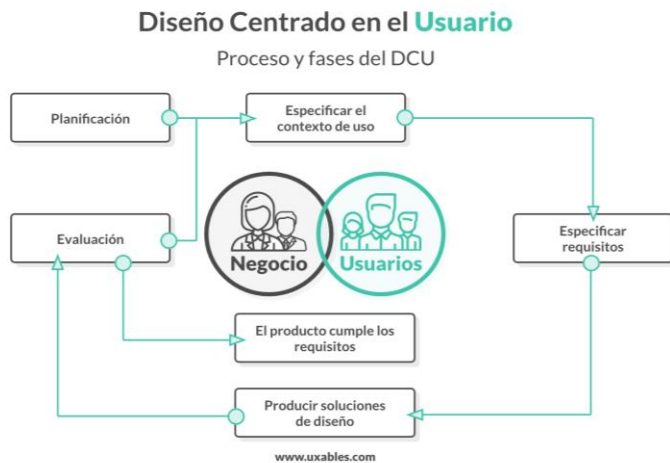 Diseño Centrado en el Usuario
Proceso y fases del DCU
Planificación
Especificar el
contexto de uso
Evaluación
Negocio
Usuarios
Especificar
requisitos
El producto cumple los
requisitos
Producir soluciones
de diseño
www.uxables.com